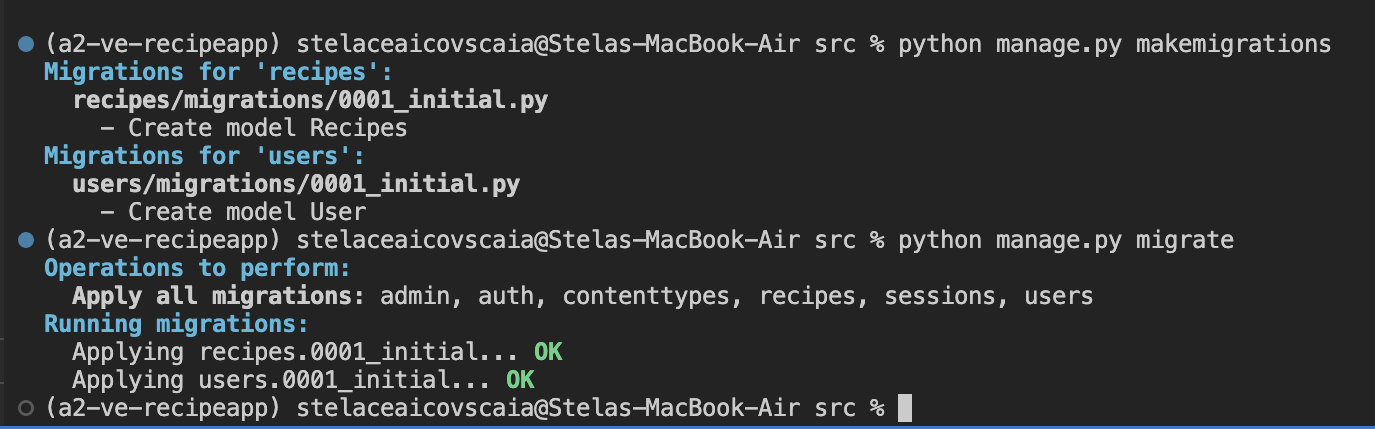 (a2-ve-recipeapp) stelaceaicovscaia@Stelas-MacBook-Air src % python manage.py makemigrations
Migrations for 'recipes':
  recipes/migrations/0001_initial.py
    - Create model Recipes
Migrations for 'users':
  users/migrations/0001_initial.py
    - Create model User
(a2-ve-recipeapp) stelaceaicovscaia@Stelas-MacBook-Air src % python manage.py migrate
Operations to perform:
  Apply all migrations: admin, auth, contenttypes, recipes, sessions, users
Running migrations:
  Applying recipes.0001_initial... OK
  Applying users.0001_initial... OK
(a2-ve-recipeapp) stelaceaicovscaia@Stelas-MacBook-Air src %